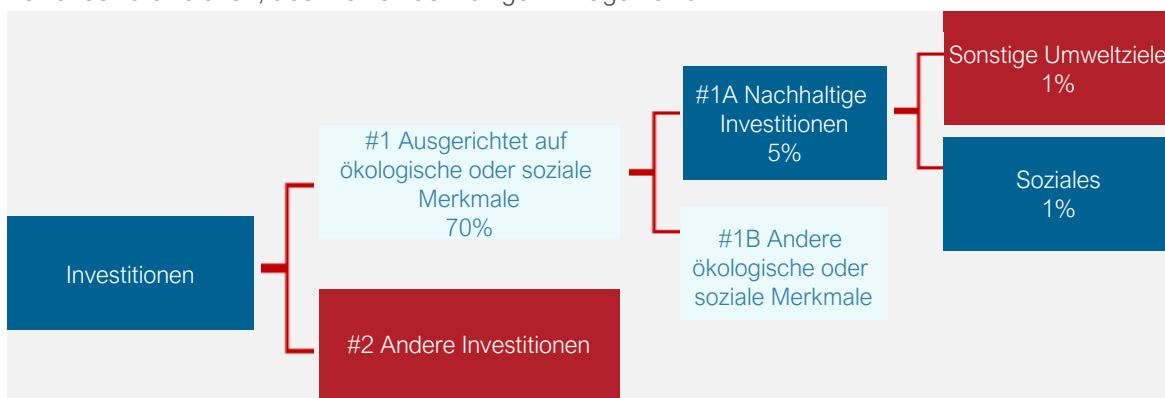 Investitionen
#1 Ausgerichtet auf
ökologische oder soziale
Merkmale
70%
#2 Andere Investitionen
#1A Nachhaltige
Investitionen
5%
#1B Andere
ökologische oder
soziale Merkmale
Sonstige Umweltziele
1%
Soziales
1%